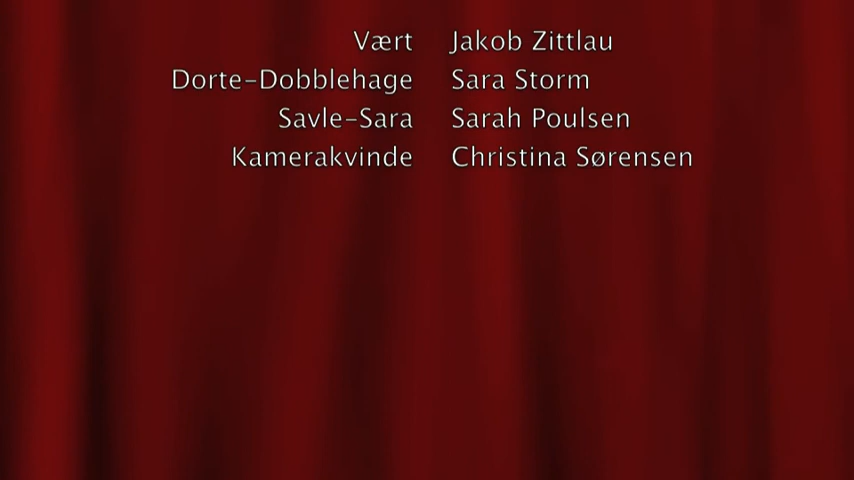 Vært Jakob Zittlau
Dorte-Dobblehage Sara Storm
Savle-Sara Sarah Poulsen
Kamerakvinde Christina Sørensen